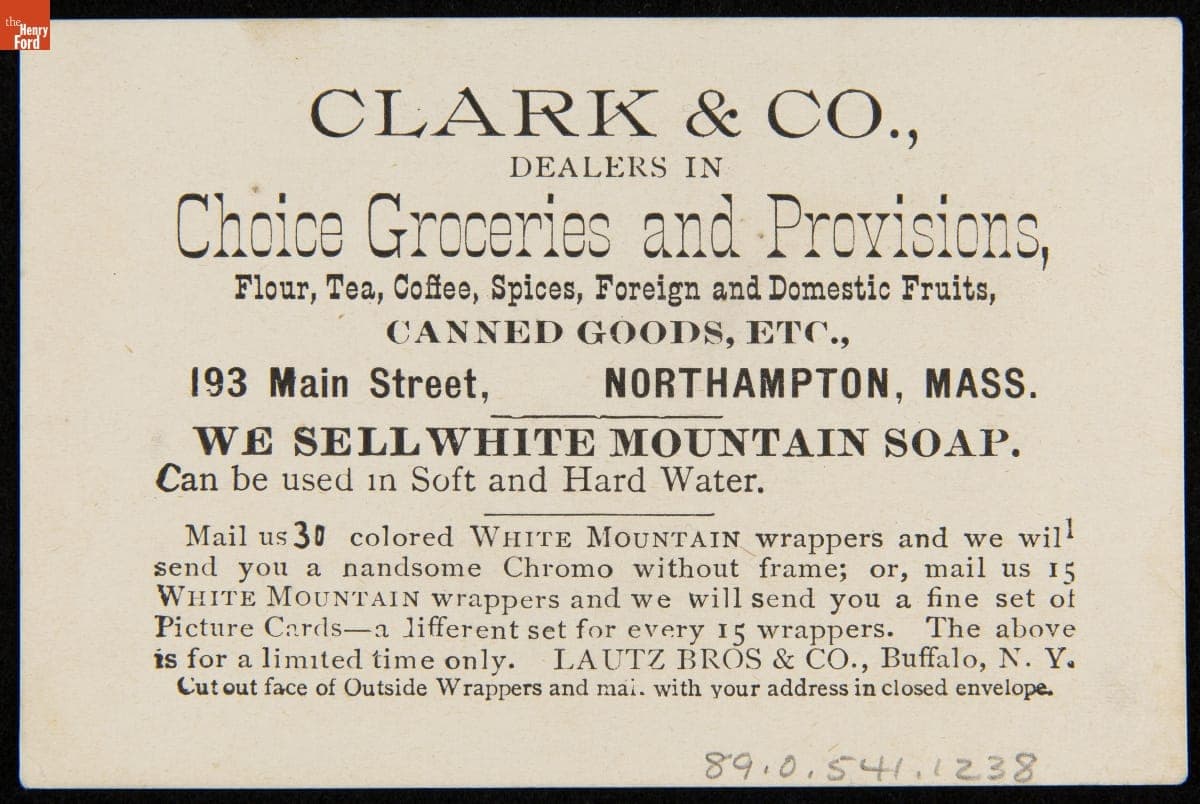 the
Henry
Ford
CLARK & CO.,
DEALERS IN
Choice Groceries and Provisions,
Flour, Tea, Coffee, Spices, Foreign and Domestic Fruits,
CANNED GOODS, ETC.,
193 Main Street, NORTHAMPTON, MASS.
WE SELL WHITE MOUNTAIN SOAP.
Can be used in Soft and Hard Water.
Mail us 30 colored WHITE MOUNTAIN wrappers and we will
send you a nandsome Chromo without frame; or, mail us 15
WHITE MOUNTAIN wrappers and we will send you a fine set of
Picture Cards—a lifferent set for every 15 wrappers. The above
is for a limited time only. LAUTZ BROS & CO., Buffalo, N. Y.
Cut out face of Outside Wrappers and mai. with your address in closed envelope.
89.0.541.1238